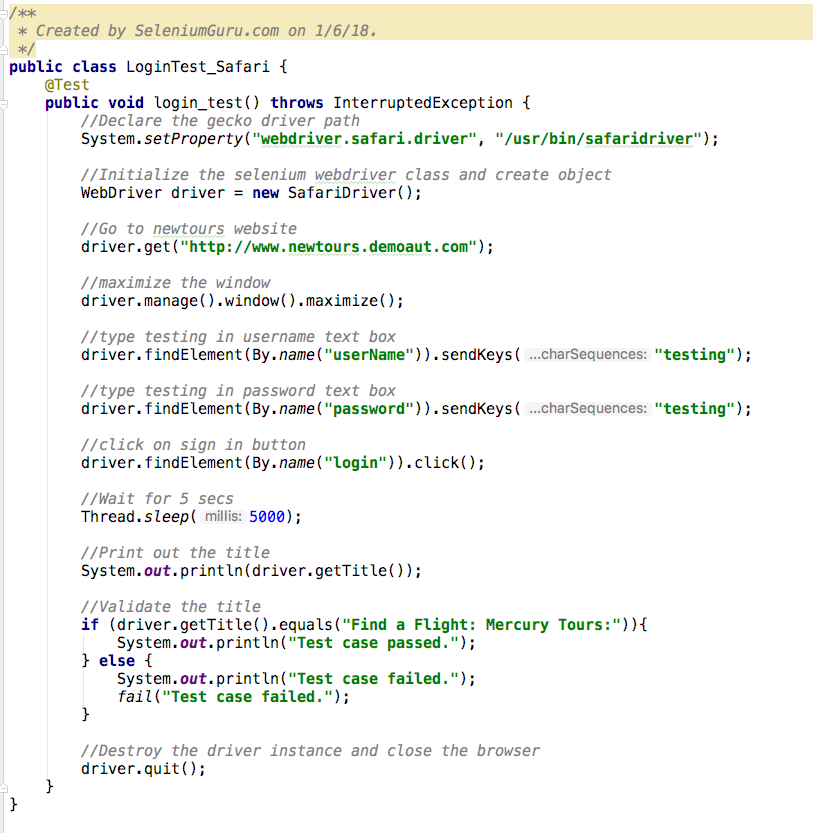 /**
 * Created by SeleniumGuru.com on 1/6/18.
 */
public class LoginTest_Safari {
    @Test
    public void login_test() throws InterruptedException {
        //Declare the gecko driver path
        System.setProperty("webdriver.safari.driver", "/usr/bin/safaridriver");

        //Initialize the selenium webdriver class and create object
        WebDriver driver = new SafariDriver();

        //Go to newtours website
        driver.get("http://www.newtours.demoaut.com");

        //maximize the window
        driver.manage().window().maximize();

        //type testing in username text box
        driver.findElement(By.name("userName")).sendKeys( ...charSequences: "testing");

        //type testing in password text box
        driver.findElement(By.name("password")).sendKeys( ...charSequences: "testing");

        //click on sign in button
        driver.findElement(By.name("login")).click();

        //Wait for 5 secs
        Thread.sleep( millis: 5000);

        //Print out the title
        System.out.println(driver.getTitle());

        //Validate the title
        if (driver.getTitle().equals("Find a Flight: Mercury Tours:")){
            System.out.println("Test case passed.");
        } else {
            System.out.println("Test case failed.");
            fail("Test case failed.");
        }

        //Destroy the driver instance and close the browser
        driver.quit();
    }
}